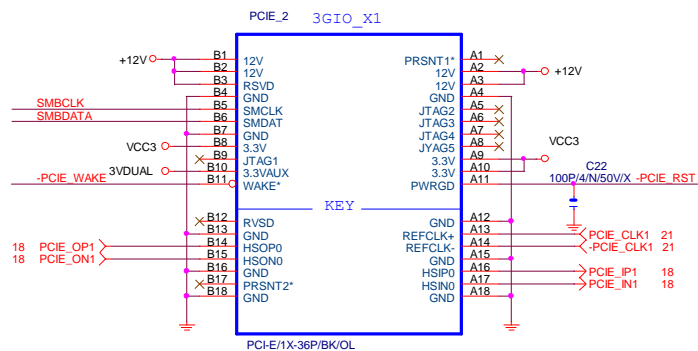 PCIE_2 3GIO_X1
+12V B1 12V PRSNT1* A1
B2 12V 12V A2 +12V
B3 RSVD 12V A3
B4 GND GND A4
SMBCLK B5 SMCLK JTAG2 A5
SMBDATA B6 SMDAT JTAG3 A6
B7 GND JTAG4 A7
VCC3 B8 3.3V JYAG5 A8 VCC3
B9 JTAG1 3.3V A9
3VDUAL B10 3.3VAUX 3.3V A10 C22
-PCIE_WAKE B11 WAKE* PWRGD A11 100P/4/N/50V/X -PCIE_RST
KEY
B12 RVSD GND A12
B13 GND REFCLK+ A13 PCIE_CLK1 21
18 PCIE_OP1 B14 HSOP0 REFCLK- A14 -PCIE_CLK1 21
18 PCIE_ON1 B15 HSON0 GND A15
B16 GND HSIP0 A16 PCIE_IP1 18
B17 PRSNT2* HSIN0 A17 PCIE_IN1 18
B18 GND GND A18
PCI-E/1X-36P/BK/OL